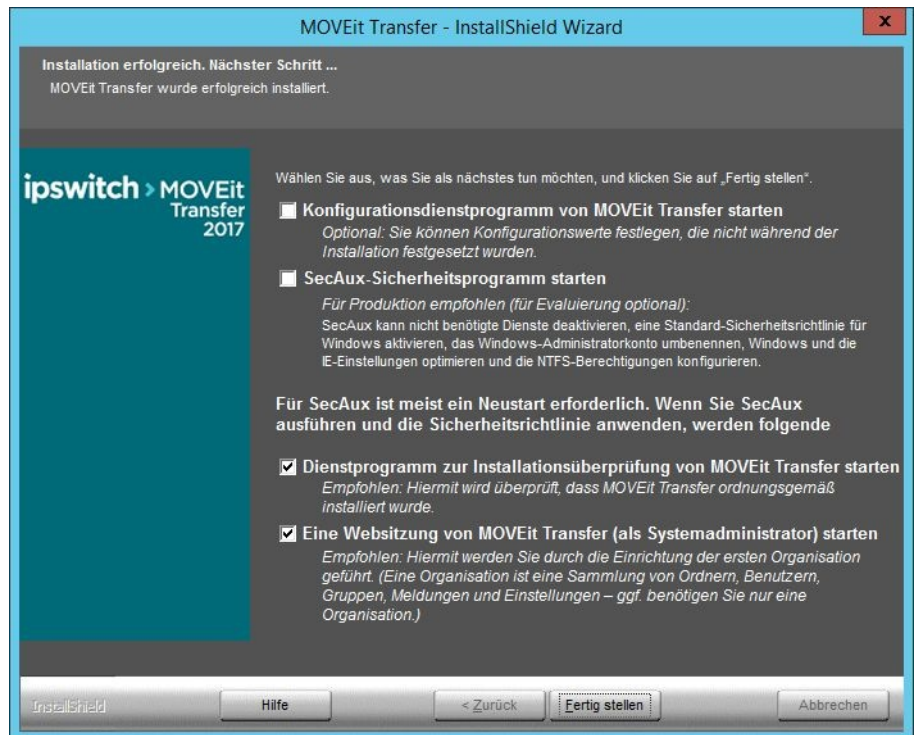 MOVEit Transfer - InstallShield Wizard
x
Installation erfolgreich. Nächster Schritt ...
MOVEit Transfer wurde erfolgreich installiert.
ipswitch > MOVEit
Transfer
2017
Wählen Sie aus, was Sie als nächstes tun möchten, und klicken Sie auf „Fertig stellen“.
Konfigurationsdienstprogramm von MOVEit Transfer starten
Optional: Sie können Konfigurationswerte festlegen, die nicht während der
Installation festgesetzt wurden.
SecAux-Sicherheitsprogramm starten
Für Produktion empfohlen (für Evaluierung optional):
SecAux kann nicht benötigte Dienste deaktivieren, eine Standard-Sicherheitsrichtlinie für
Windows aktivieren, das Windows-Administratorkonto umbenennen, Windows und die
IE-Einstellungen optimieren und die NTFS-Berechtigungen konfigurieren.
Für SecAux ist meist ein Neustart erforderlich. Wenn Sie SecAux
ausführen und die Sicherheitsrichtlinie anwenden, werden folgende
Dienstprogramm zur Installationsüberprüfung von MOVEit Transfer starten
Empfohlen: Hiermit wird überprüft, dass MOVEit Transfer ordnungsgemäß
installiert wurde.
Eine Websitzung von MOVEit Transfer (als Systemadministrator) starten
Empfohlen: Hiermit werden Sie durch die Einrichtung der ersten Organisation
geführt. (Eine Organisation ist eine Sammlung von Ordnern, Benutzern,
Gruppen, Meldungen und Einstellungen – ggf. benötigen Sie nur eine
Organisation.)
InstallShield
Hilfe
< Zurück
Fertig stellen
Abbrechen